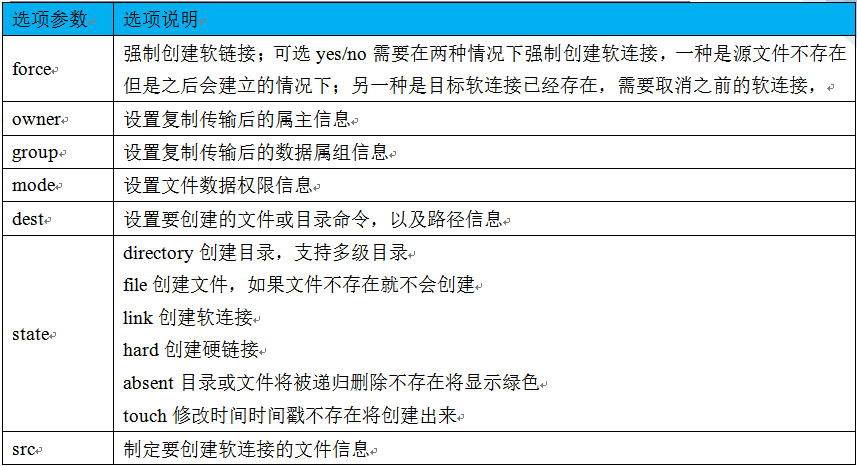 选项参数 选项说明
force
强制创建软链接；可选 yes/no 需要在两种情况下强制创建软连接，一种是源文件不存在
但是之后会建立的情况下；另一种是目标软连接已经存在，需要取消之前的软连接，
owner 设置复制传输后的属主信息
group 设置复制传输后的数据属组信息
mode 设置文件数据权限信息
dest 设置要创建的文件或目录命令，以及路径信息
state
directory 创建目录，支持多级目录
file 创建文件，如果文件不存在就不会创建
link 创建软连接
hard 创建硬链接
absent 目录或文件将被递归删除不存在将显示绿色
touch 修改时间时间戳不存在将创建出来
src 制定要创建软连接的文件信息